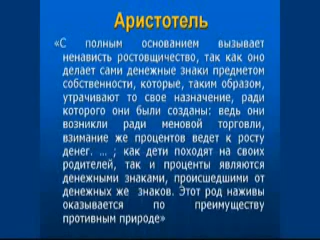 Аристотель
«С полным основанием вызывает
ненависть ростовщичество, так как оно
делает сами денежные знаки предметом
собственности, которые, таким образом,
утрачивают то свое назначение, ради
которого они были созданы: ведь они
возникли ради меновой торговли,
взимание же процентов ведет к росту
денег. ... ; как дети походят на своих
родителей, так и проценты являются
денежными знаками, происшедшими от
денежных же знаков. Этот род наживы
оказывается по преимуществу
противным природе»